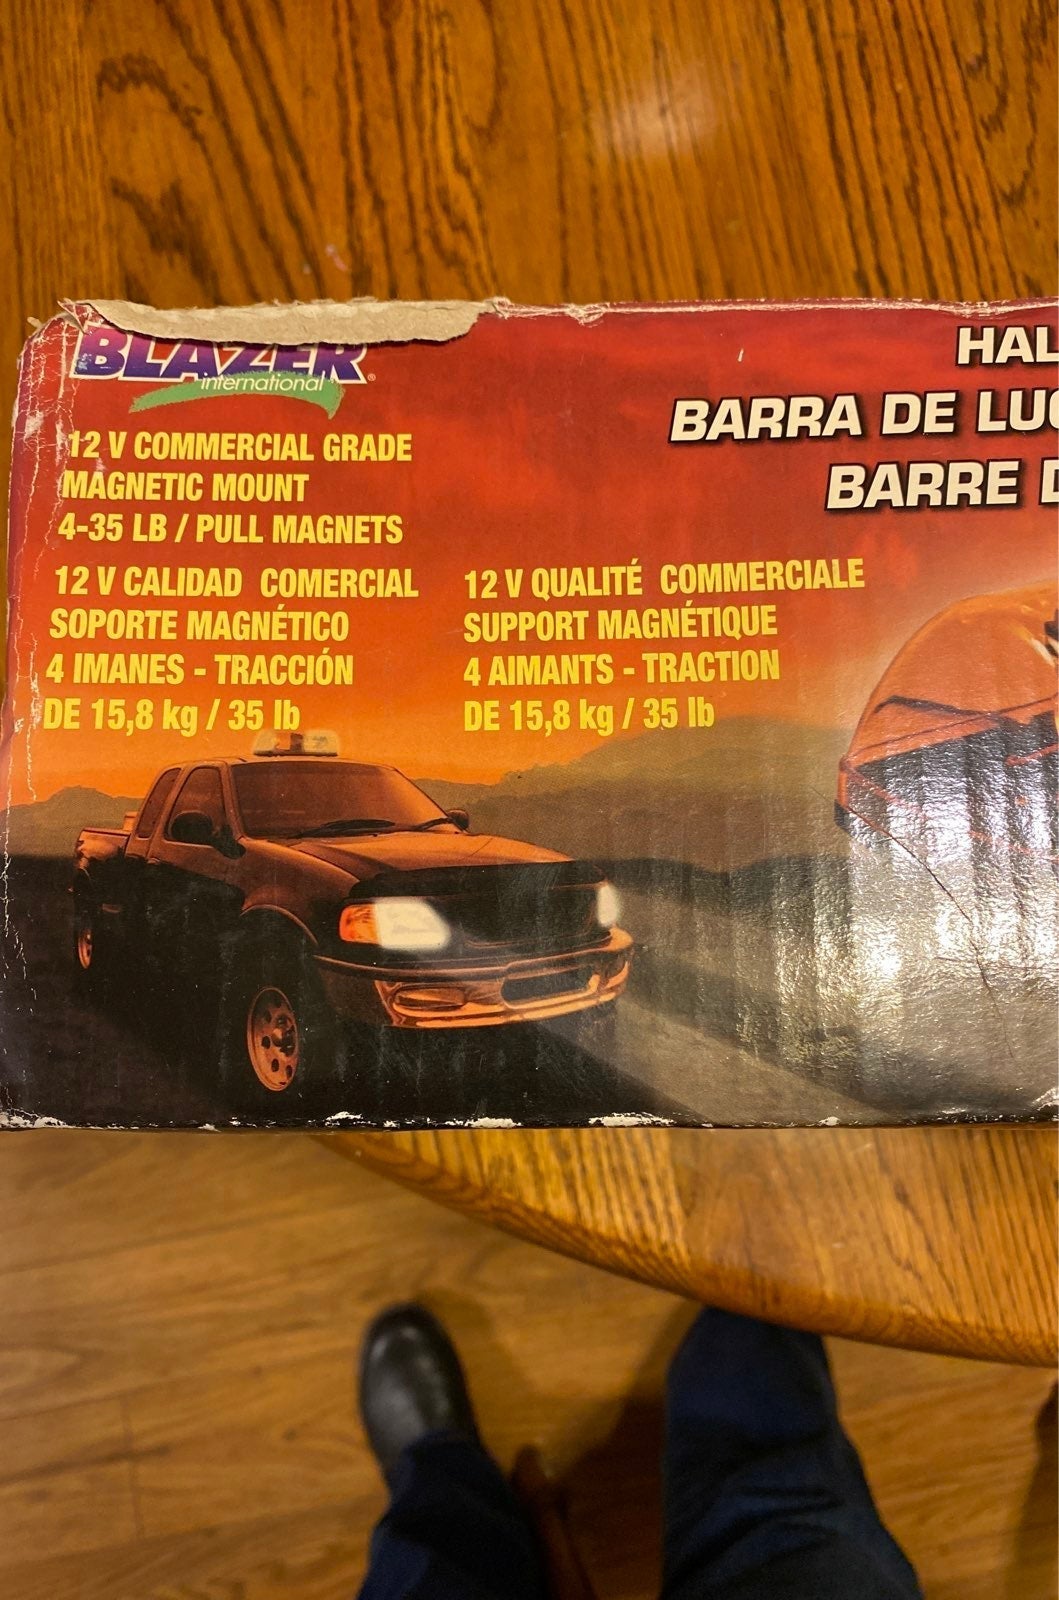 BLAZER
International®
12 V COMMERCIAL GRADE
MAGNETIC MOUNT
4-35 LB / PULL MAGNETS
12 V CALIDAD COMERCIAL
SOPORTE MAGNÉTICO
4 IMANES - TRACCIÓN
DE 15,8 kg / 35 lb
12 V QUALITÉ COMMERCIALE
SUPPORT MAGNÉTIQUE
4 AIMANTS - TRACTION
DE 15,8 kg / 35 lb
HAL
BARRA DE LU
BARRE